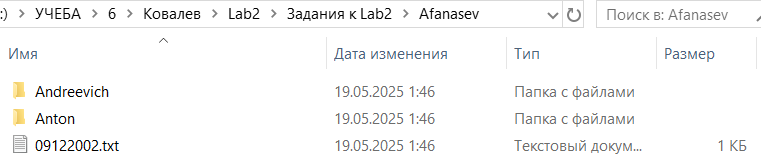 :) › УЧЕБА › 6 › Ковалев › Lab2 › Задания к Lab2 › Afanasev Поиск в: Afanasev
Имя Дата изменения Тип Размер
Andreevich 19.05.2025 1:46 Папка с файлами
Anton 19.05.2025 1:46 Папка с файлами
09122002.txt 19.05.2025 1:46 Текстовый докум... 1 КБ